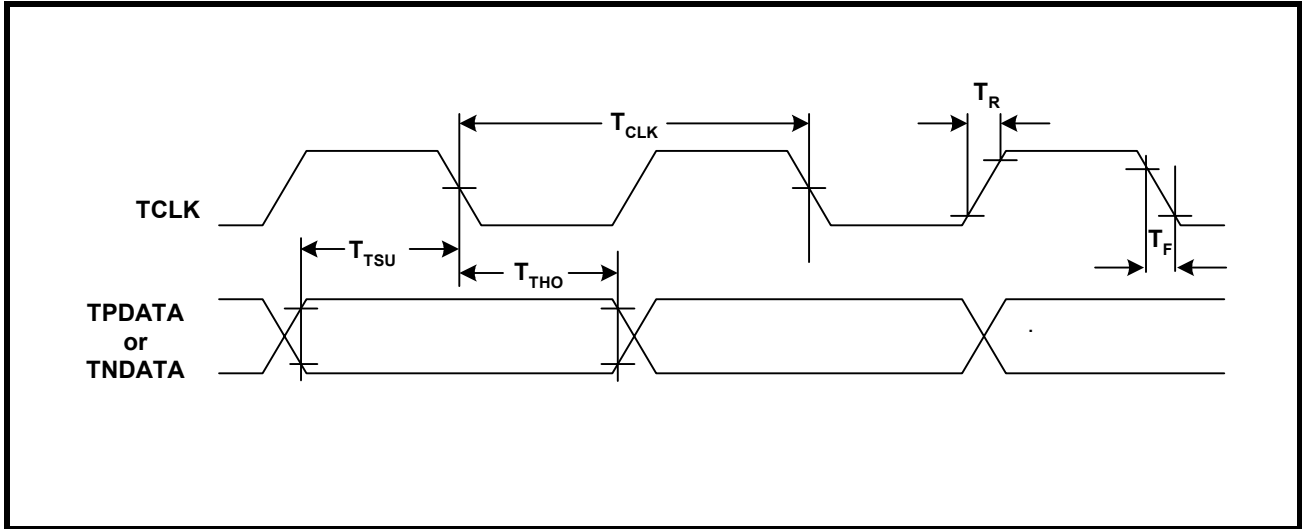 T_R
T_CLK
TCLK
T_TSU
T_F
T_THO
TPDATA
or
TNDATA